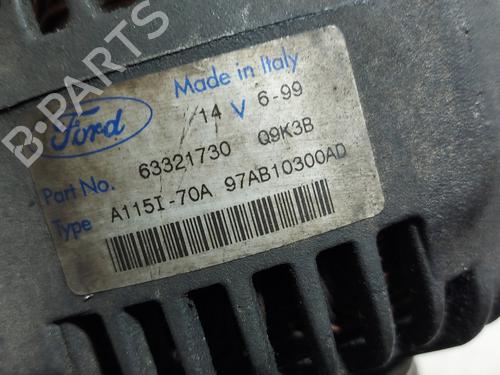 B-PARTS
Ford
Made in Italy
14 V 6-99
Part No. 63321730 Q9K3B
Type A115I-70A 97AB10300AD